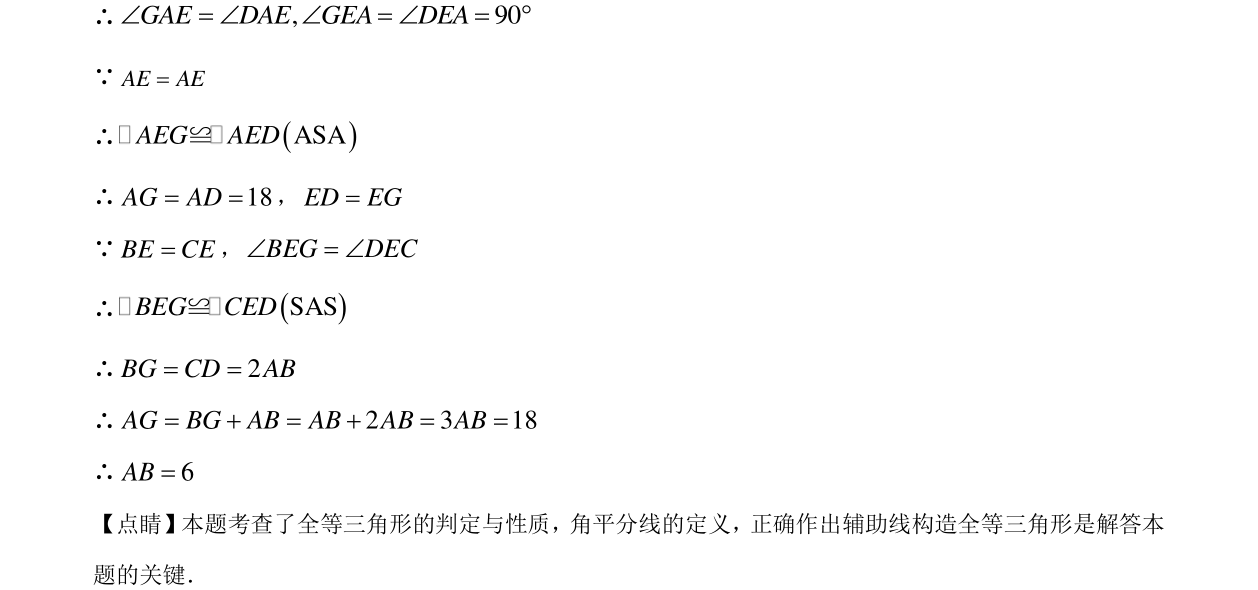 ∴ ∠GAE = ∠DAE, ∠GEA = ∠DEA = 90°
∵ AE = AE
∴ □AEG≌□AED(ASA)
∴ AG = AD = 18，ED = EG
∵ BE = CE，∠BEG = ∠DEC
∴ □BEG≌□CED(SAS)
∴ BG = CD = 2AB
∴ AG = BG + AB = AB + 2AB = 3AB = 18
∴ AB = 6
【点睛】本题考查了全等三角形的判定与性质，角平分线的定义，正确作出辅助线构造全等三角形是解答本
题的关键．